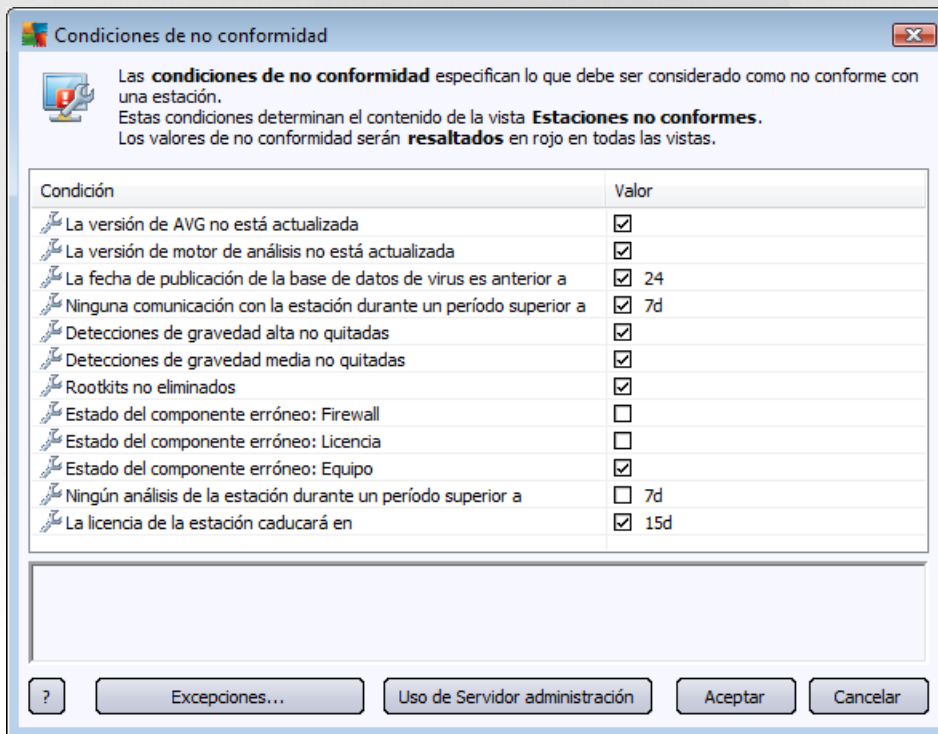 Condiciones de no conformidad
Las condiciones de no conformidad especifican lo que debe ser considerado como no conforme con
una estación.
Estas condiciones determinan el contenido de la vista Estaciones no conformes.
Los valores de no conformidad serán resaltados en rojo en todas las vistas.
Condición Valor
La versión de AVG no está actualizada
La versión de motor de análisis no está actualizada
La fecha de publicación de la base de datos de virus es anterior a 24
Ninguna comunicación con la estación durante un período superior a 7d
Detecciones de gravedad alta no quitadas
Detecciones de gravedad media no quitadas
Rootkits no eliminados
Estado del componente erróneo: Firewall
Estado del componente erróneo: Licencia
Estado del componente erróneo: Equipo
Ningún análisis de la estación durante un período superior a 7d
La licencia de la estación caducará en 15d
? Excepciones... Uso de Servidor administración Aceptar Cancelar